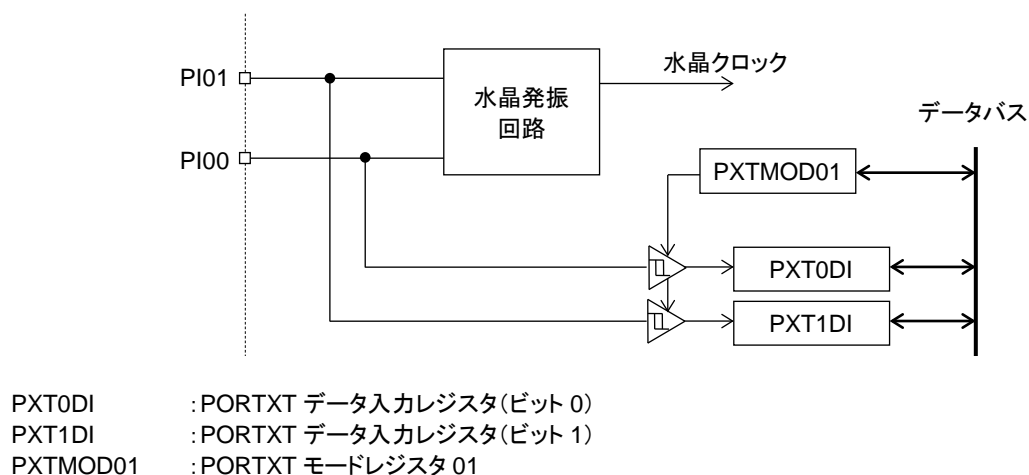 PI01
水晶クロック
水晶発振
回路
データバス
PI00
PXTMOD01
PXT0DI
PXT1DI
PXT0DI :PORTXT データ入力レジスタ(ビット 0)
PXT1DI :PORTXT データ入力レジスタ(ビット 1)
PXTMOD01 :PORTXT モードレジスタ 01